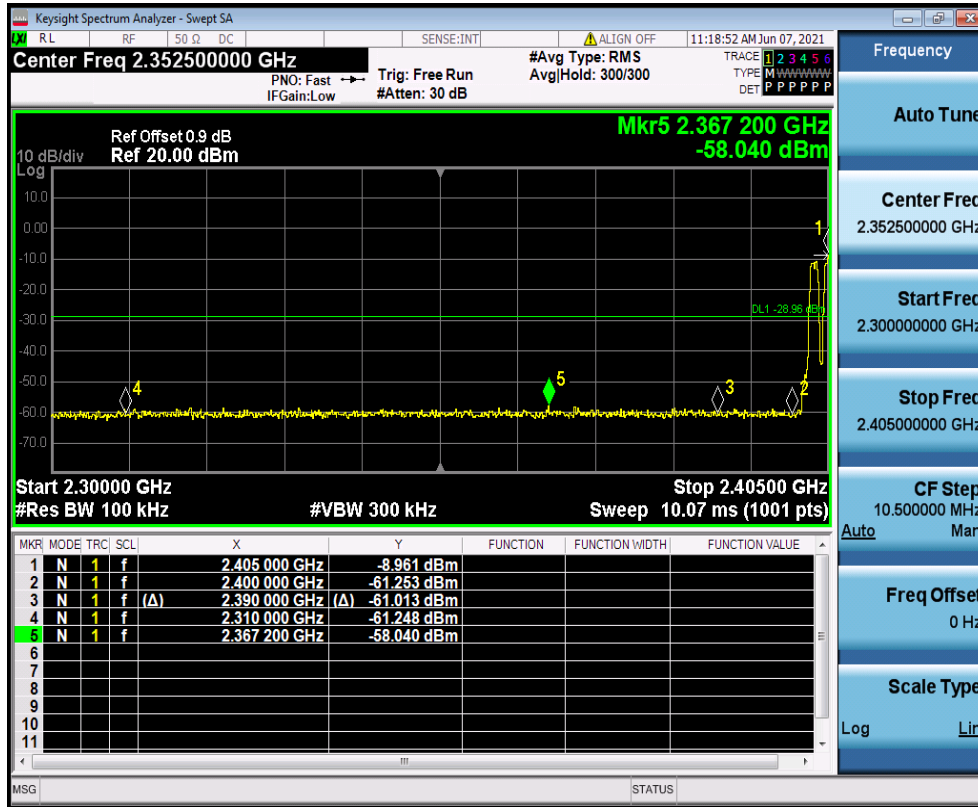 Keysight Spectrum Analyzer - Swept SA
LXI RL RF 50 Ω DC SENSE:INT ALIGN OFF 11:18:52 AM Jun 07, 2021
Center Freq 2.352500000 GHz
PNO: Fast
IFGain:Low
Trig: Free Run
#Atten: 30 dB
#Avg Type: RMS
Avg|Hold: 300/300
TRACE 1 2 3 4 5 6
TYPE M W W W W W
DET P P P P P P
Mkr5 2.367 200 GHz
-58.040 dBm
Ref Offset 0.9 dB
10 dB/div Ref 20.00 dBm
Log
10.0
0.00
-10.0
-20.0
-30.0
-40.0
-50.0
-60.0
-70.0
1
DL1 -28.96 dBm
4
5
3
2
Start 2.30000 GHz Stop 2.40500 GHz
#Res BW 100 kHz #VBW 300 kHz Sweep 10.07 ms (1001 pts)
MKR MODE TRC SCL X Y FUNCTION FUNCTION WIDTH FUNCTION VALUE
1 N 1 f 2.405 000 GHz -8.961 dBm
2 N 1 f 2.400 000 GHz -61.253 dBm
3 N 1 f (Δ) 2.390 000 GHz (Δ) -61.013 dBm
4 N 1 f 2.310 000 GHz -61.248 dBm
5 N 1 f 2.367 200 GHz -58.040 dBm
6
7
8
9
10
11
MSG STATUS
Frequency
Auto Tune
Center Freq
2.352500000 GHz
Start Freq
2.300000000 GHz
Stop Freq
2.405000000 GHz
CF Step
10.500000 MHz
Auto Man
Freq Offset
0 Hz
Scale Type
Log Lin